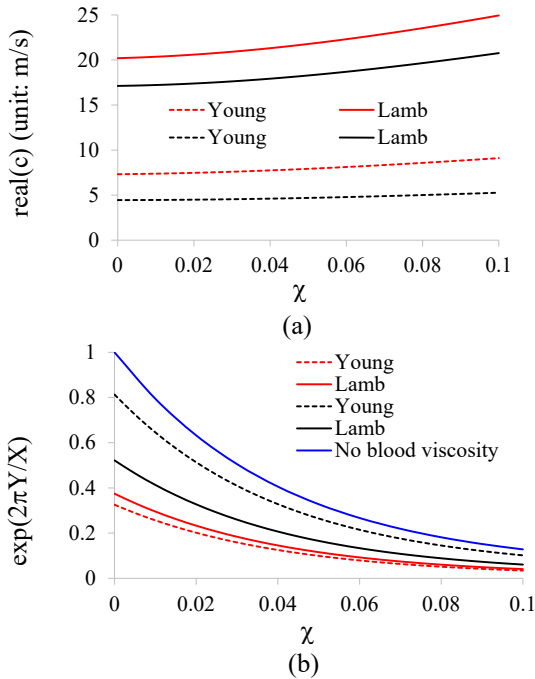 real(c) (unit: m/s)
25
20
15
10
5
0
Young Lamb
Young Lamb
0 0.02 0.04 0.06 0.08 0.1
χ
(a)
exp(2πY/X)
1
0.8
0.6
0.4
0.2
0
Young
Lamb
Young
Lamb
No blood viscosity
0 0.02 0.04 0.06 0.08 0.1
χ
(b)